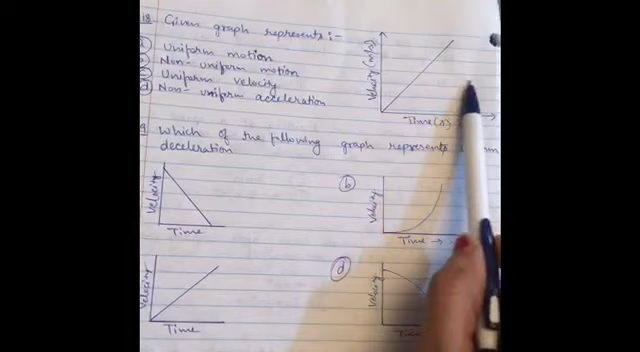 18. Given graph represents :-
a) Uniform motion
b) Non-uniform motion
c) Uniform velocity
d) Non-uniform acceleration
Velocity (m/s)
Time (s)
9. Which of the following graph represents
deceleration
Velocity
Time
b
Velocity
Time →
Velocity
Time
d
Velocity